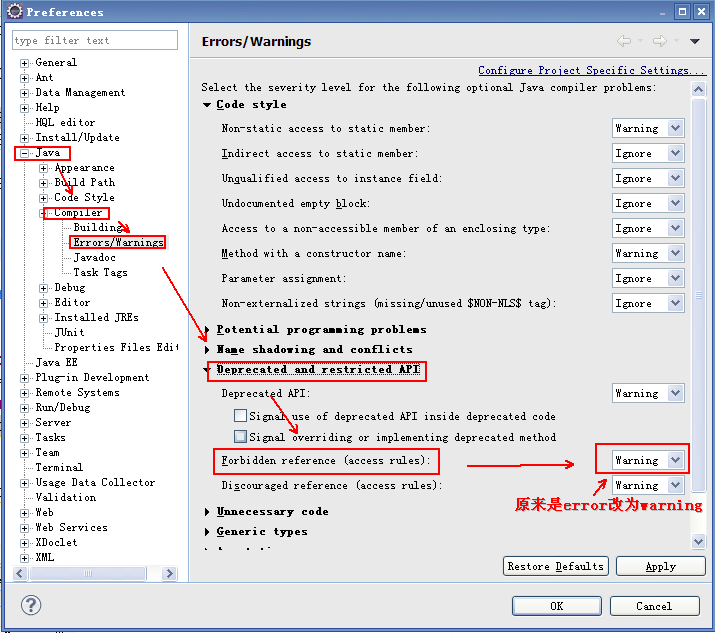 Preferences
type filter text
General
Ant
Data Management
Help
HQL editor
Install/Update
Java
Appearance
Build Path
Code Style
Compiler
Building
Errors/Warnings
Javadoc
Task Tags
Debug
Editor
Installed JREs
JUnit
Properties Files Edit
Java EE
Plug-in Development
Remote Systems
Run/Debug
Server
Tasks
Team
Terminal
Usage Data Collector
Validation
Web
Web Services
XDoclet
XML
Errors/Warnings
Configure Project Specific Settings...
Select the severity level for the following optional Java compiler problems:
Code style
Non-static access to static member: Warning
Indirect access to static member: Ignore
Unqualified access to instance field: Ignore
Undocumented empty block: Ignore
Access to a non-accessible member of an enclosing type: Ignore
Method with a constructor name: Warning
Parameter assignment: Ignore
Non-externalized strings (missing/unused $NON-NLS$ tag): Ignore
Potential programming problems
Name shadowing and conflicts
Deprecated and restricted API
Deprecated API: Warning
Signal use of deprecated API inside deprecated code
Signal overriding or implementing deprecated method
Forbidden reference (access rules): Warning
Discouraged reference (access rules): Warning
原来是error改为warning
Unnecessary code
Generic types
Restore Defaults
Apply
OK
Cancel